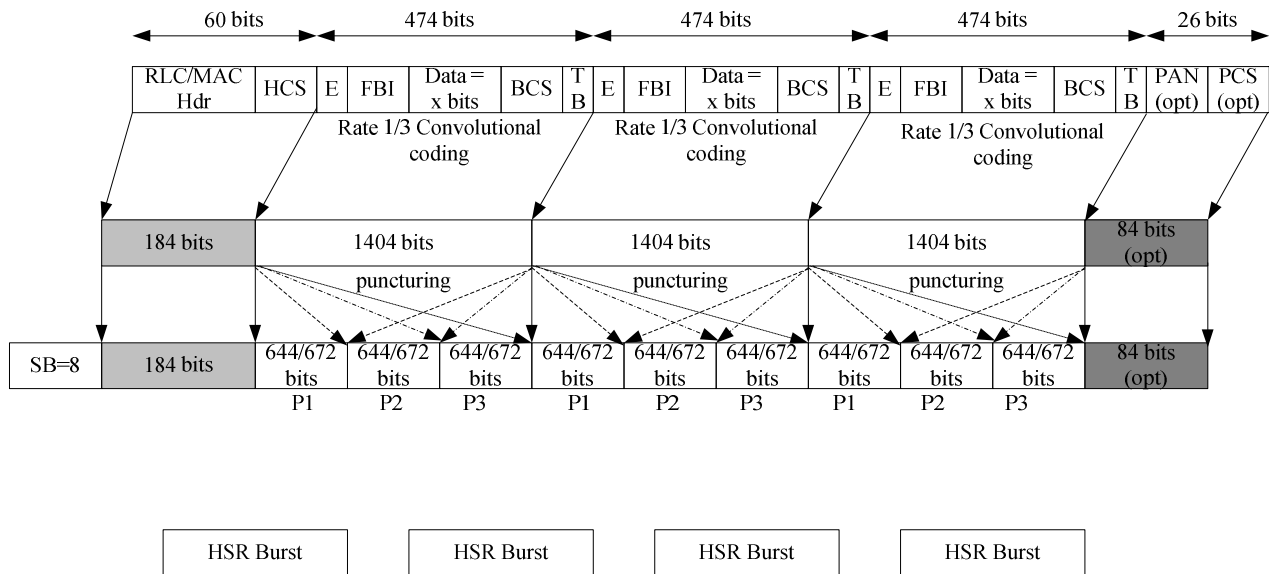 60 bits
474 bits
474 bits
474 bits
26 bits
RLC/MAC
Hdr
HCS
E
FBI
Data =
x bits
BCS
T
B
E
FBI
Data =
x bits
BCS
T
B
E
FBI
Data =
x bits
BCS
T
B
PAN
(opt)
PCS
(opt)
Rate 1/3 Convolutional
coding
Rate 1/3 Convolutional
coding
Rate 1/3 Convolutional
coding
184 bits
1404 bits
1404 bits
1404 bits
84 bits
(opt)
puncturing
puncturing
puncturing
SB=8
184 bits
644/672
bits
644/672
bits
644/672
bits
644/672
bits
644/672
bits
644/672
bits
644/672
bits
644/672
bits
644/672
bits
84 bits
(opt)
P1
P2
P3
P1
P2
P3
P1
P2
P3
HSR Burst
HSR Burst
HSR Burst
HSR Burst